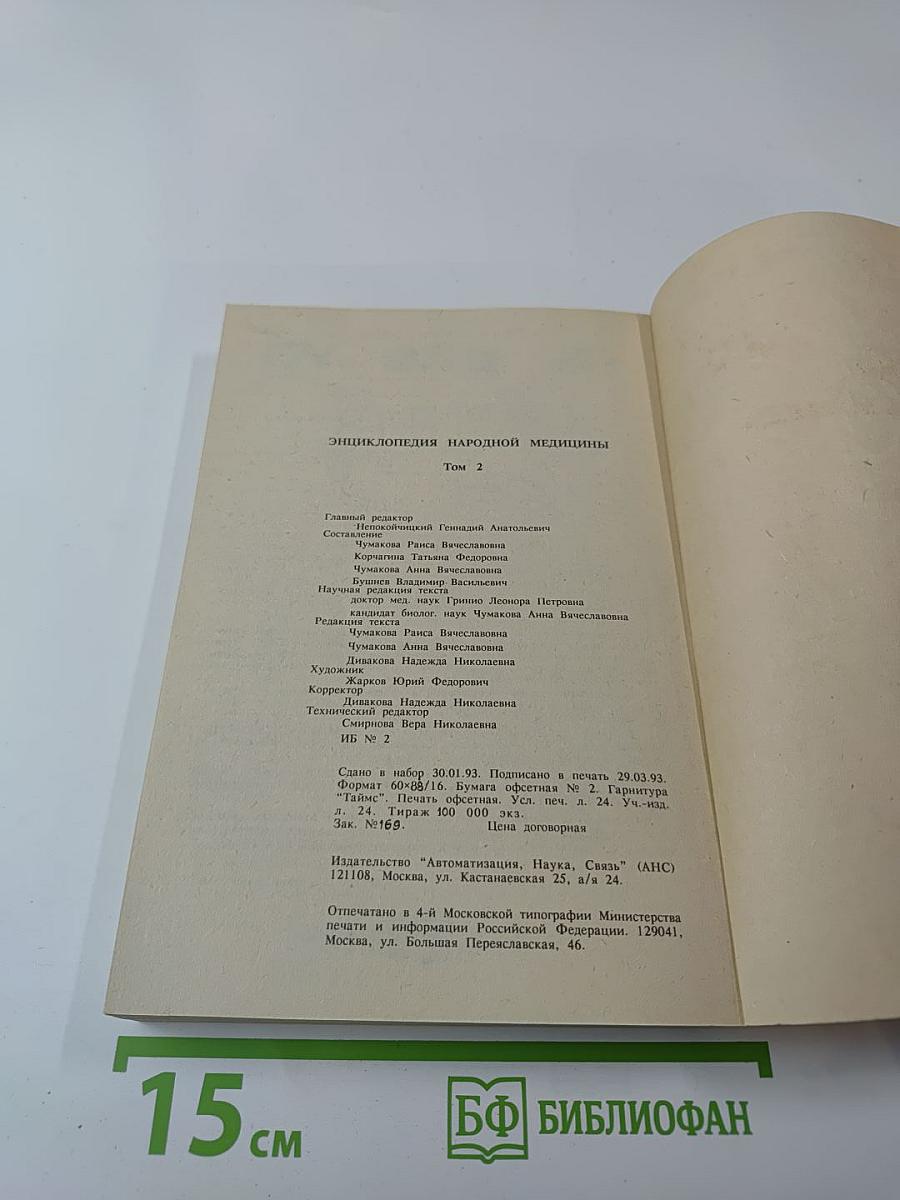 ЭНЦИКЛОПЕДИЯ НАРОДНОЙ МЕДИЦИНЫ
Том 2
Главный редактор
Непокойчицкий Геннадий Анатольевич
Составление
Чумакова Раиса Вячеславовна
Корчагина Татьяна Федоровна
Чумакова Анна Вячеславовна
Бушнев Владимир Васильевич
Научная редакция текста
доктор мед. наук Гринио Леонора Петровна
кандидат биолог. наук Чумакова Анна Вячеславовна
Редакция текста
Чумакова Раиса Вячеславовна
Чумакова Анна Вячеславовна
Дивакова Надежда Николаевна
Художник
Жарков Юрий Федорович
Корректор
Дивакова Надежда Николаевна
Технический редактор
Смирнова Вера Николаевна
ИБ № 2
Сдано в набор 30.01.93. Подписано в печать 29.03.93.
Формат 60×88/16. Бумага офсетная № 2. Гарнитура
"Таймс". Печать офсетная. Усл. печ. л. 24. Уч.-изд.
л. 24. Тираж 100 000 экз.
Зак. №169. Цена договорная
Издательство "Автоматизация, Наука, Связь" (АНС)
121108, Москва, ул. Кастанаевская 25, а/я 24.
Отпечатано в 4-й Московской типографии Министерства
печати и информации Российской Федерации. 129041,
Москва, ул. Большая Переяславская, 46.
15 см
БФ БИБЛИОФАН